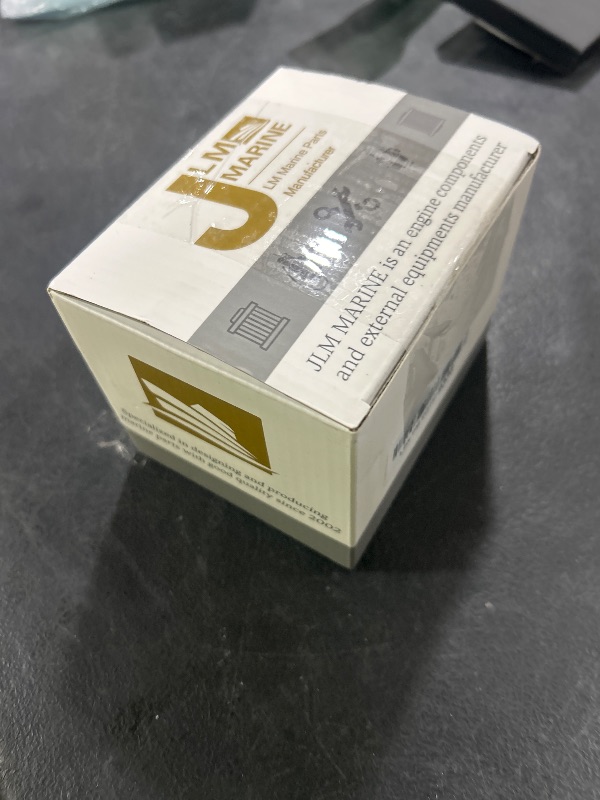 JLM
MARINE
LM Marine Parts
Manufacturer
JLM MARINE is an engine components
and external equipments manufacturer
Specialized in designing and producing
marine parts with good quality since 2002